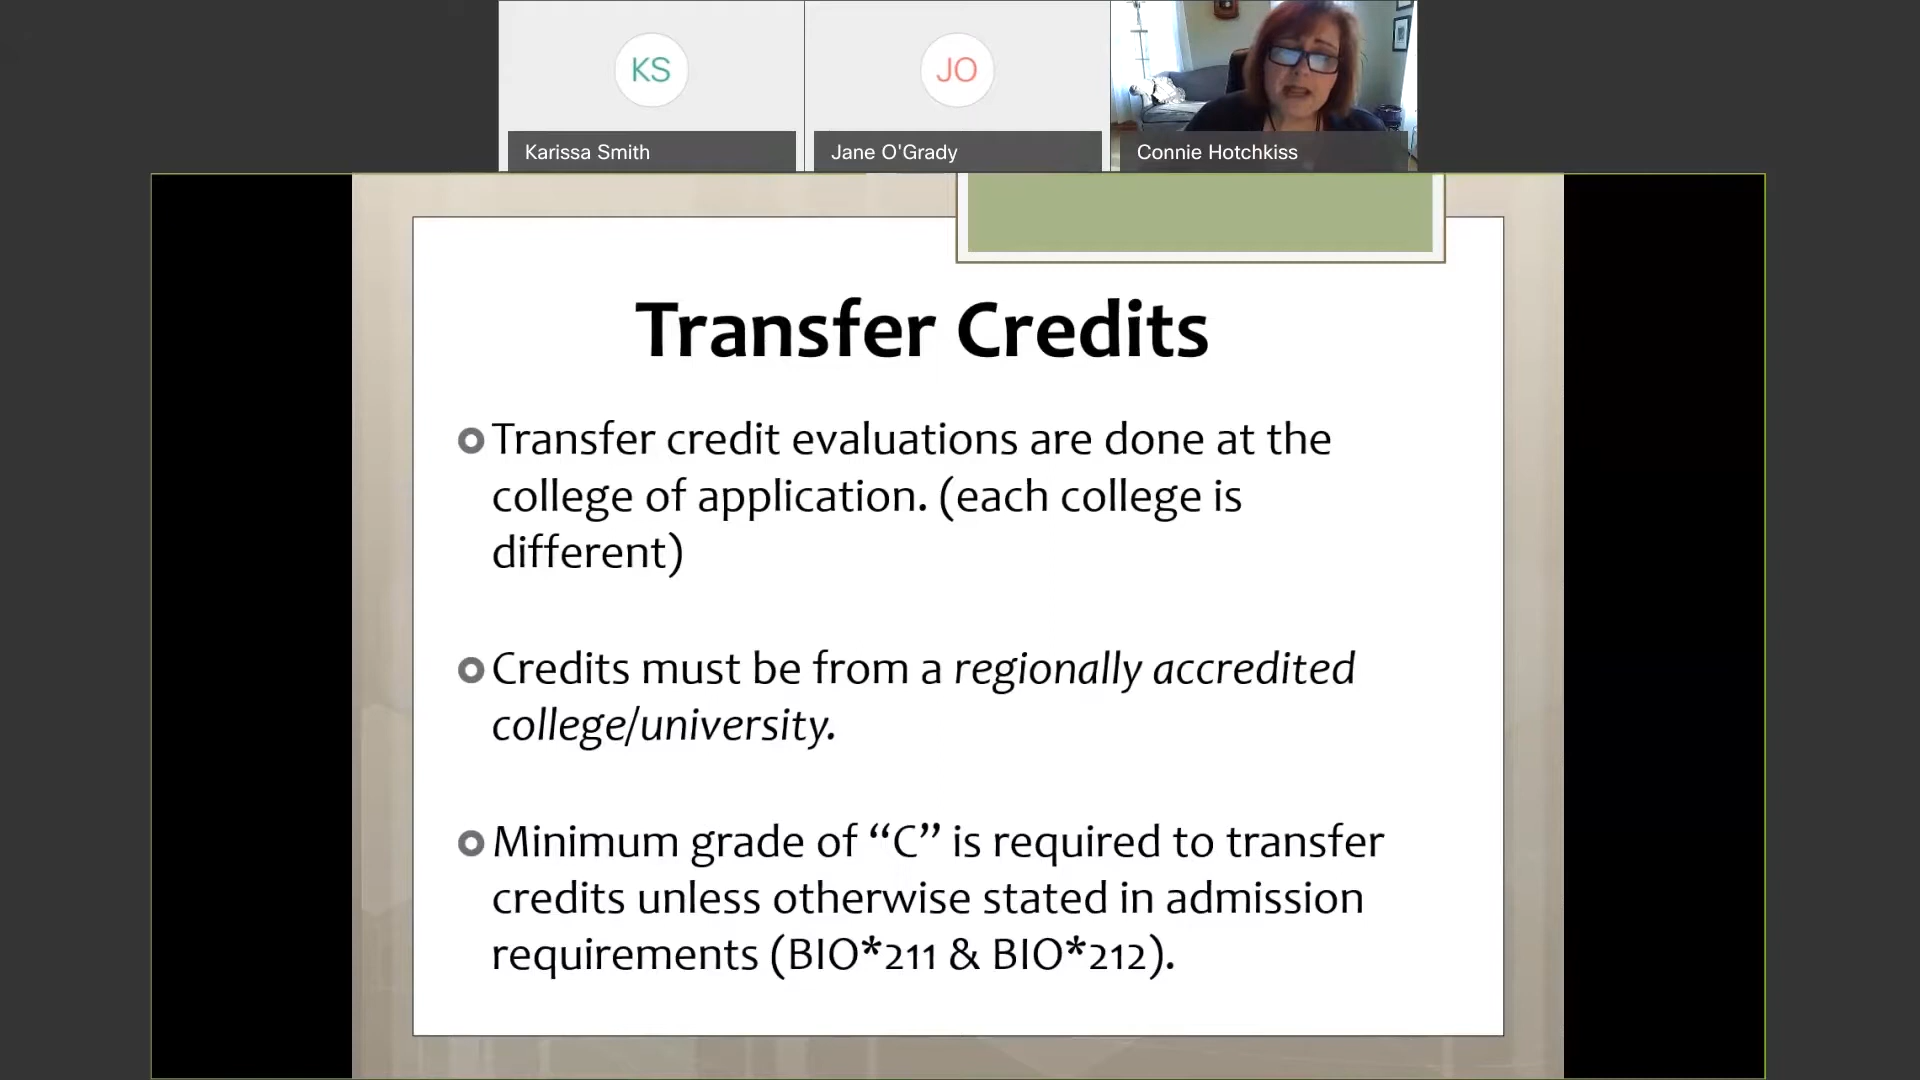 KS
JO
Karissa Smith
Jane O'Grady
Connie Hotchkiss
Transfer Credits
Transfer credit evaluations are done at the
college of application. (each college is
different)
Credits must be from a regionally accredited
college/university.
Minimum grade of “C” is required to transfer
credits unless otherwise stated in admission
requirements (BIO*211 & BIO*212).